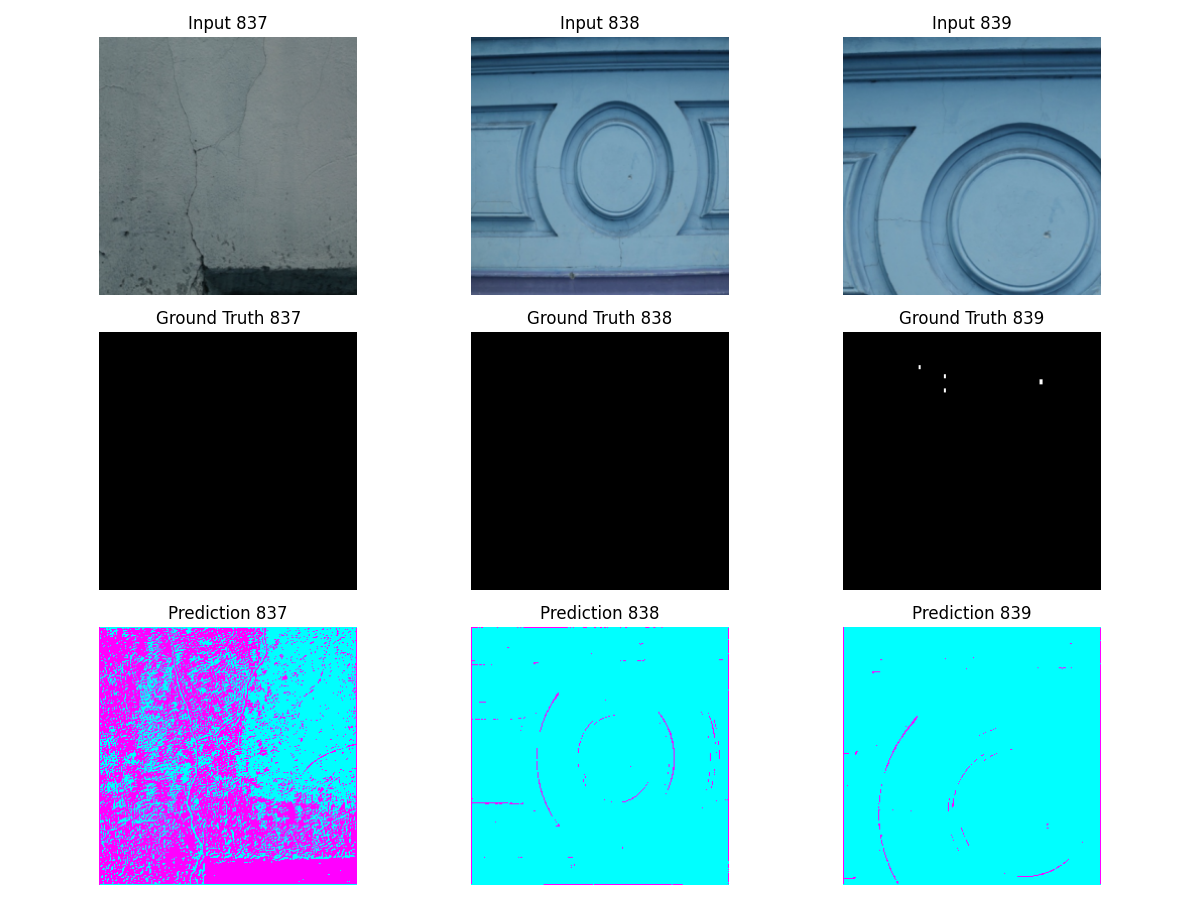 Input 837
Input 838
Input 839
Ground Truth 837
Ground Truth 838
Ground Truth 839
Prediction 837
Prediction 838
Prediction 839